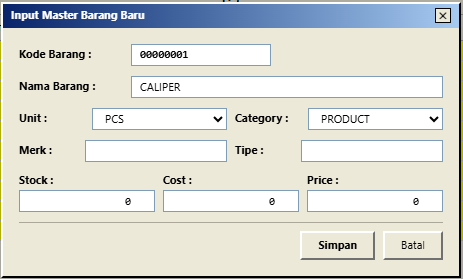 Input Master Barang Baru
Kode Barang : 00000001
Nama Barang : CALIPER
Unit : PCS Category : PRODUCT
Merk : Tipe :
Stock : Cost : Price :
0 0 0
Simpan Batal